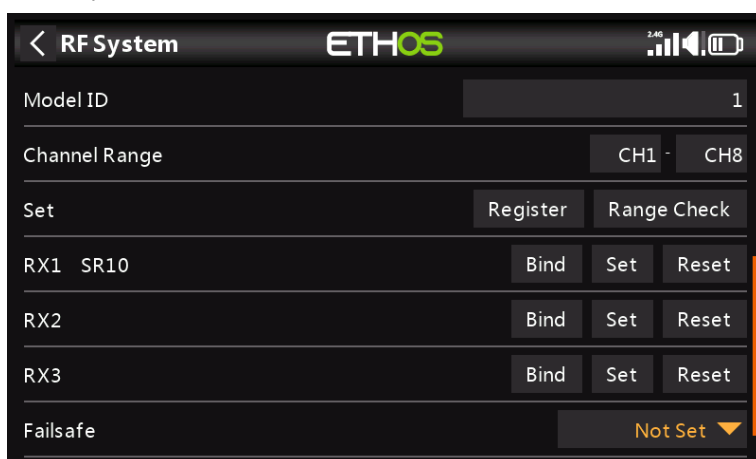 RF System ETHOS 2.4G
Model ID 1
Channel Range CH1 - CH8
Set Register Range Check
RX1 SR10 Bind Set Reset
RX2 Bind Set Reset
RX3 Bind Set Reset
Failsafe Not Set